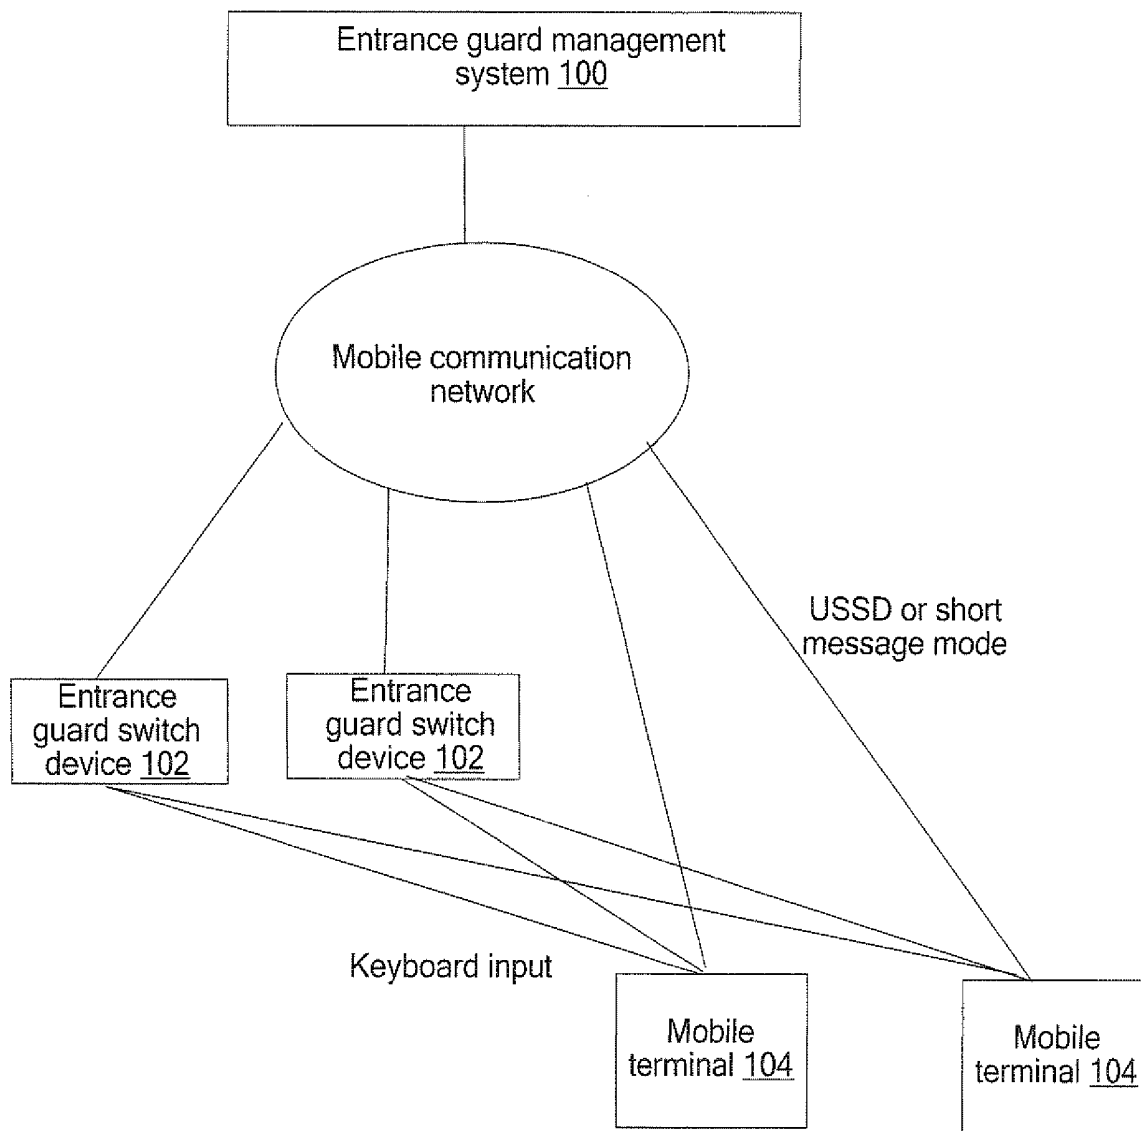 Entrance guard management
system 100
Mobile communication
network
USSD or short
message mode
Entrance
guard switch
device 102
Entrance
guard switch
device 102
Keyboard input
Mobile
terminal 104
Mobile
terminal 104